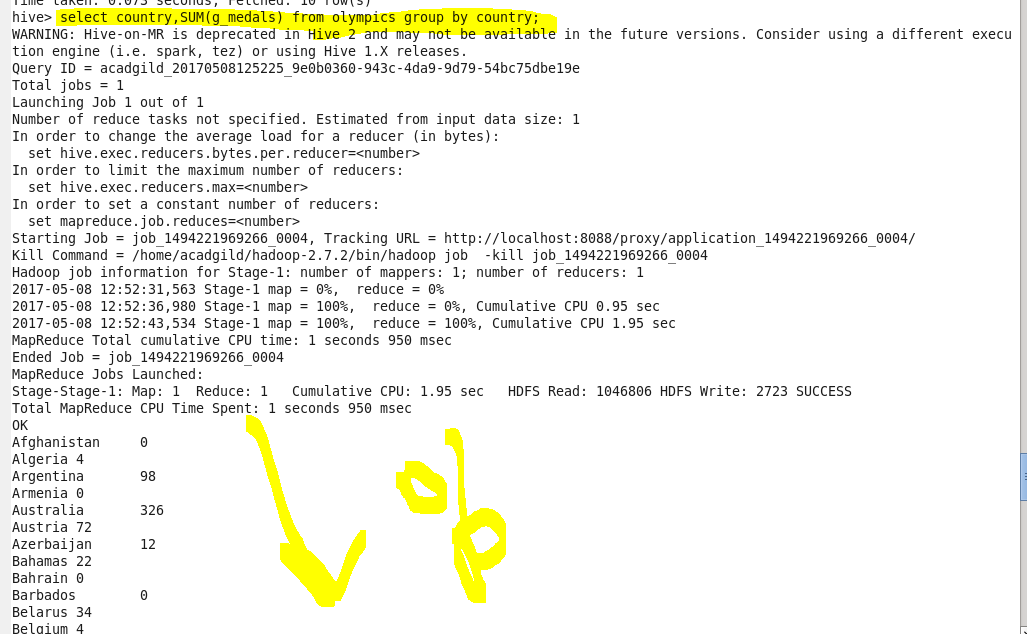 Time taken: 0.075 seconds, Fetched: 10 row(s)
hive> select country,SUM(g_medals) from olympics group by country;
WARNING: Hive-on-MR is deprecated in Hive 2 and may not be available in the future versions. Consider using a different execu
tion engine (i.e. spark, tez) or using Hive 1.X releases.
Query ID = acadgild_20170508125225_9e0b0360-943c-4da9-9d79-54bc75dbe19e
Total jobs = 1
Launching Job 1 out of 1
Number of reduce tasks not specified. Estimated from input data size: 1
In order to change the average load for a reducer (in bytes):
  set hive.exec.reducers.bytes.per.reducer=<number>
In order to limit the maximum number of reducers:
  set hive.exec.reducers.max=<number>
In order to set a constant number of reducers:
  set mapreduce.job.reduces=<number>
Starting Job = job_1494221969266_0004, Tracking URL = http://localhost:8088/proxy/application_1494221969266_0004/
Kill Command = /home/acadgild/hadoop-2.7.2/bin/hadoop job  -kill job_1494221969266_0004
Hadoop job information for Stage-1: number of mappers: 1; number of reducers: 1
2017-05-08 12:52:31,563 Stage-1 map = 0%,  reduce = 0%
2017-05-08 12:52:36,980 Stage-1 map = 100%,  reduce = 0%, Cumulative CPU 0.95 sec
2017-05-08 12:52:43,534 Stage-1 map = 100%,  reduce = 100%, Cumulative CPU 1.95 sec
MapReduce Total cumulative CPU time: 1 seconds 950 msec
Ended Job = job_1494221969266_0004
MapReduce Jobs Launched:
Stage-Stage-1: Map: 1  Reduce: 1   Cumulative CPU: 1.95 sec   HDFS Read: 1046806 HDFS Write: 2723 SUCCESS
Total MapReduce CPU Time Spent: 1 seconds 950 msec
OK
Afghanistan     0
Algeria 4
Argentina       98
Armenia 0
Australia       326
Austria 72
Azerbaijan      12
Bahamas 22
Bahrain 0
Barbados        0
Belarus 34
Belgium 4